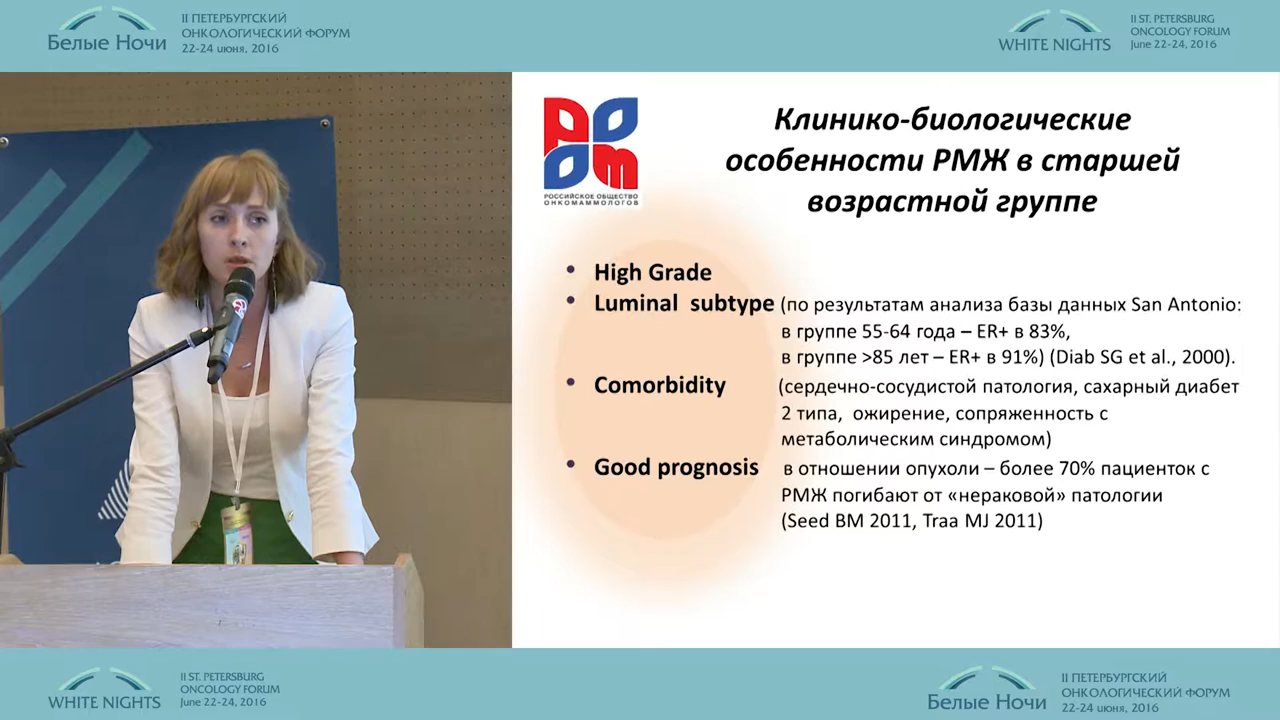 Белые Ночи
II ПЕТЕРБУРГСКИЙ
ОНКОЛОГИЧЕСКИЙ ФОРУМ
22-24 июня, 2016
WHITE NIGHTS
II ST. PETERSBURG
ONCOLOGY FORUM
June 22-24, 2016
РООМ
РОССИЙСКОЕ ОБЩЕСТВО
ОНКОМАММОЛОГОВ
Клинико-биологические
особенности РМЖ в старшей
возрастной группе
• High Grade
• Luminal subtype (по результатам анализа базы данных San Antonio:
в группе 55-64 года – ER+ в 83%,
в группе >85 лет – ER+ в 91%) (Diab SG et al., 2000).
• Comorbidity (сердечно-сосудистой патология, сахарный диабет
2 типа, ожирение, сопряженность с
метаболическим синдромом)
• Good prognosis в отношении опухоли – более 70% пациенток с
РМЖ погибают от «нераковой» патологии
(Seed BM 2011, Traa MJ 2011)
WHITE NIGHTS
II ST. PETERSBURG
ONCOLOGY FORUM
June 22-24, 2016
Белые Ночи
II ПЕТЕРБУРГСКИЙ
ОНКОЛОГИЧЕСКИЙ ФОРУМ
22-24 июня, 2016